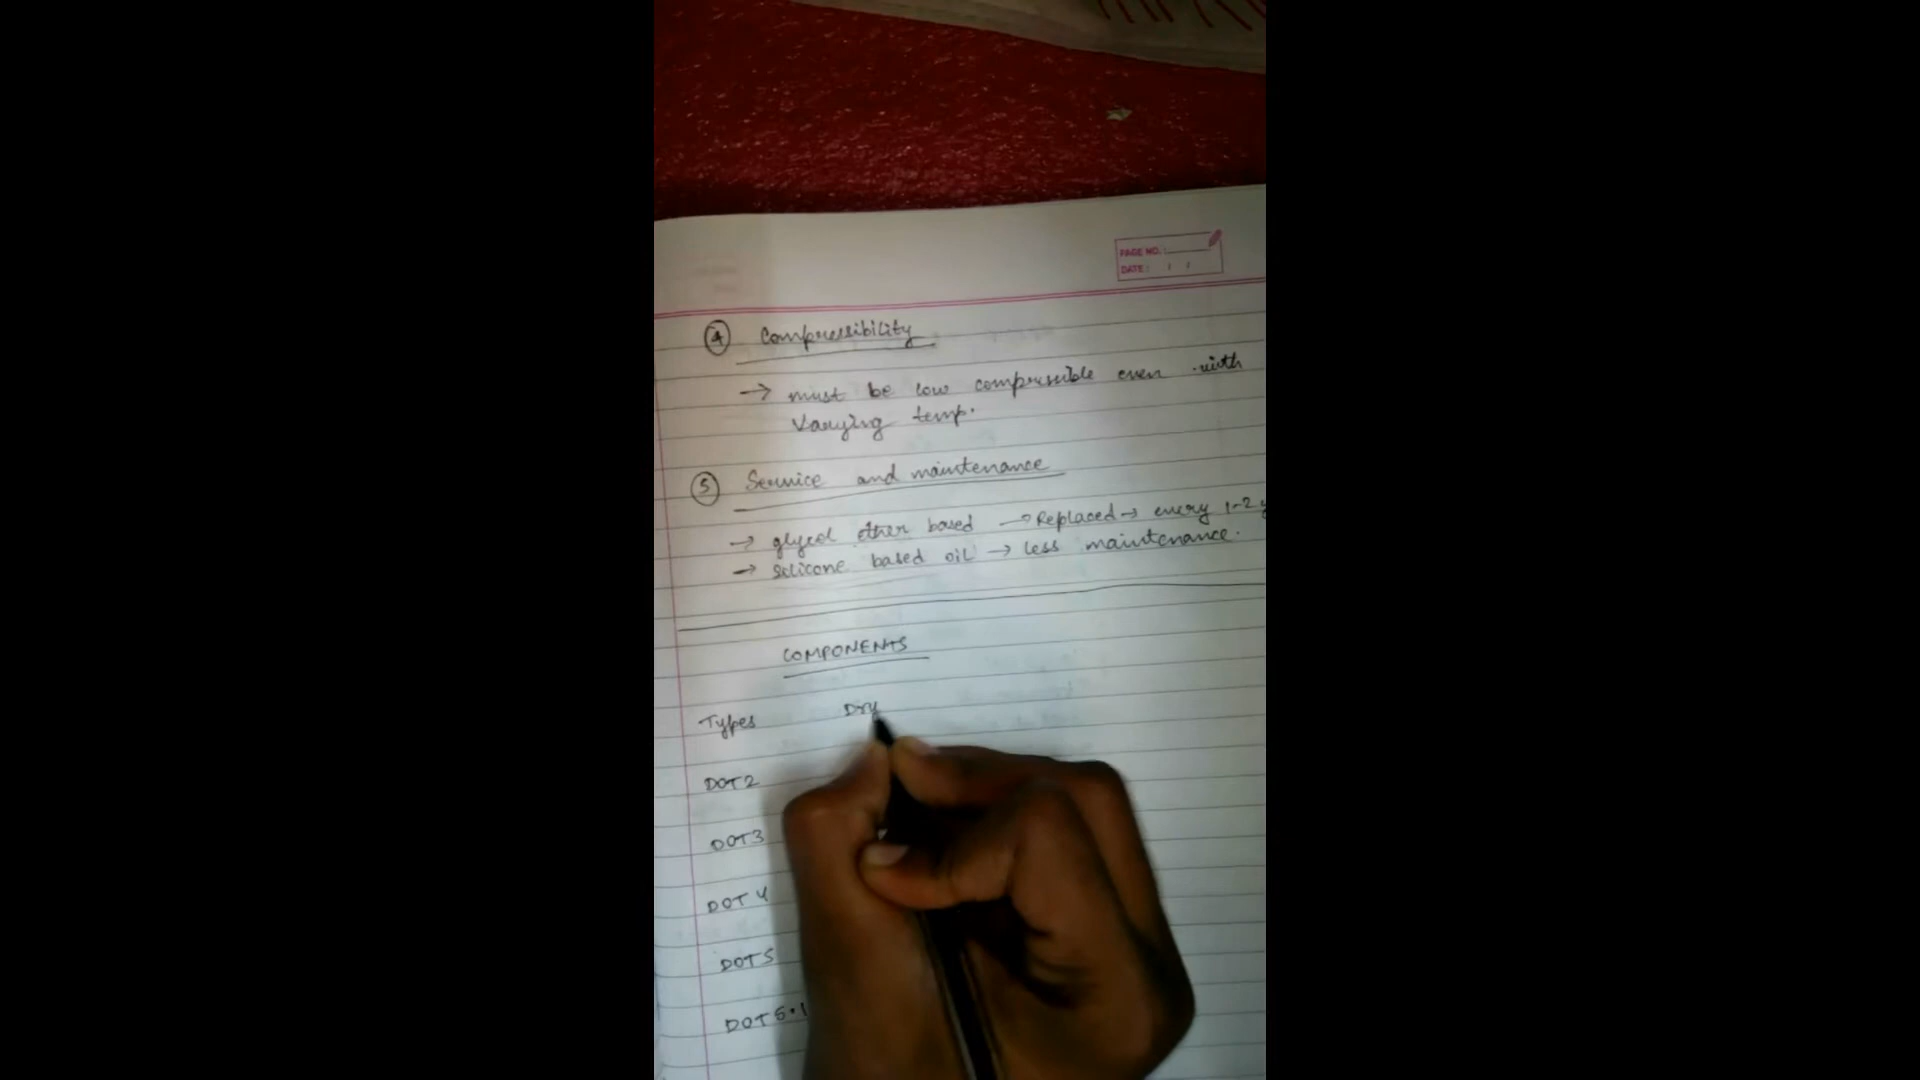 PAGE NO. :
DATE : / /
4 Compressibility
→ must be low compressible even with
varying temp.
5 Service and maintenance
→ glycol ether based → Replaced → every 1-2 y
→ silicone based oil → less maintenance.
COMPONENTS
Types Dry
DOT 2
DOT 3
DOT 4
DOT 5
DOT 5.1